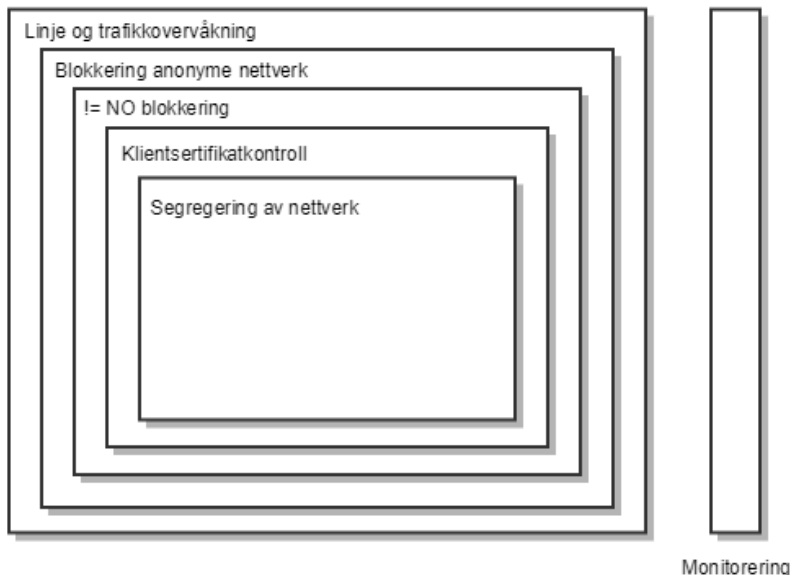 Linje og trafikkovervåkning
Blokkering anonyme nettverk
!= NO blokkering
Klientsertifikatkontroll
Segregering av nettverk
Monitorering